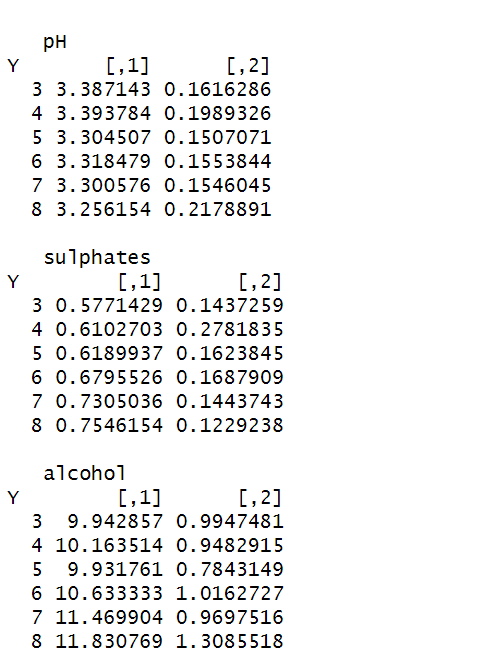 pH
Y [,1] [,2]
3 3.387143 0.1616286
4 3.393784 0.1989326
5 3.304507 0.1507071
6 3.318479 0.1553844
7 3.300576 0.1546045
8 3.256154 0.2178891
sulphates
Y [,1] [,2]
3 0.5771429 0.1437259
4 0.6102703 0.2781835
5 0.6189937 0.1623845
6 0.6795526 0.1687909
7 0.7305036 0.1443743
8 0.7546154 0.1229238
alcohol
Y [,1] [,2]
3 9.942857 0.9947481
4 10.163514 0.9482915
5 9.931761 0.7843149
6 10.633333 1.0162727
7 11.469904 0.9697516
8 11.830769 1.3085518